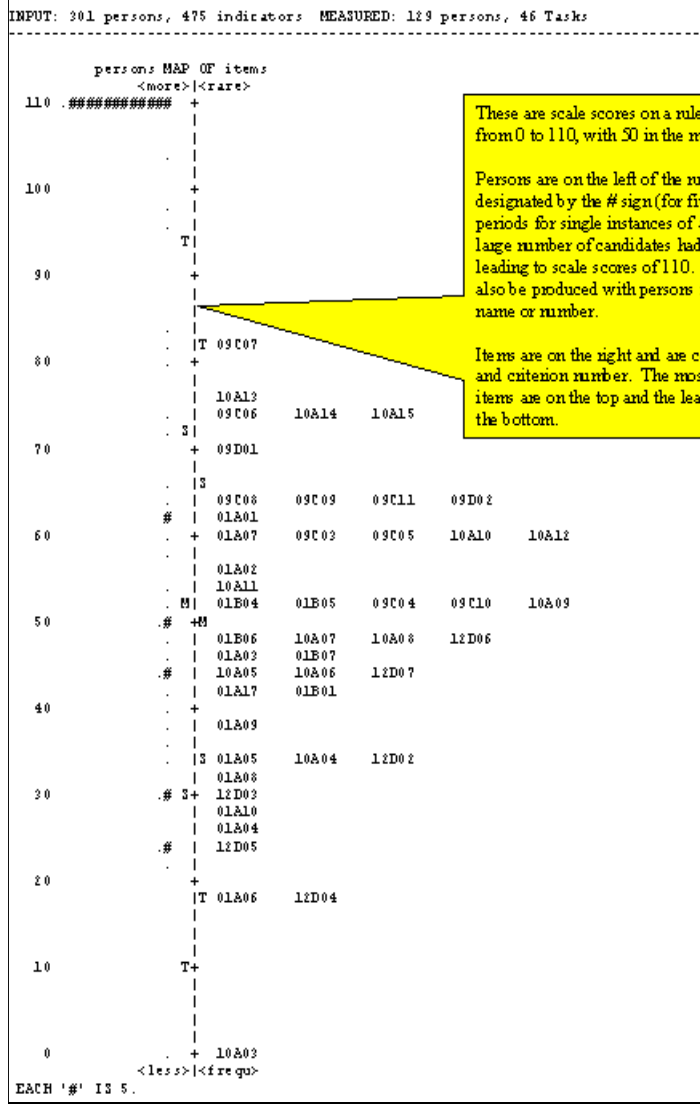 INPUT: 301 persons, 475 indicators MEASURED: 129 persons, 46 Tasks
--------------------------------------------------------------------------------
persons MAP OF items
<more>|<rare>
110 .############ +
|
|
. |
|
100 +
. |
. |
T|
|
90 +
|
|
. |
. |T 09C07
80 . +
|
| 10A13
. | 09C06 10A14 10A15
. S|
70 + 09D01
|
. |S
. | 09C08 09C09 09C11 09D02
# | 01A01
60 . + 01A07 09C03 09C05 10A10 10A12
. |
| 01A02
. | 10A11
. M| 01B04 01B05 09C04 09C10 10A09
50 .# +M
. | 01B06 10A07 10A08 12D06
. | 01A03 01B07
.# | 10A05 10A06 12D07
. | 01A17 01B01
40 . +
. | 01A09
. |
. |S 01A05 10A04 12D02
| 01A08
30 .# S+ 12D03
| 01A10
| 01A04
.# | 12D05
. |
20 +
|T 01A06 12D04
|
|
|
10 T+
|
|
|
|
0 . + 10A03
<less>|<frequ>
EACH '#' IS 5.
These are scale scores on a rule
from 0 to 110, with 50 in the m
Persons are on the left of the ru
designated by the # sign (for fi
periods for single instances of
large number of candidates had
leading to scale scores of 110.
also be produced with persons
name or number.
Items are on the right and are c
and criterion number. The mos
items are on the top and the lea
the bottom.